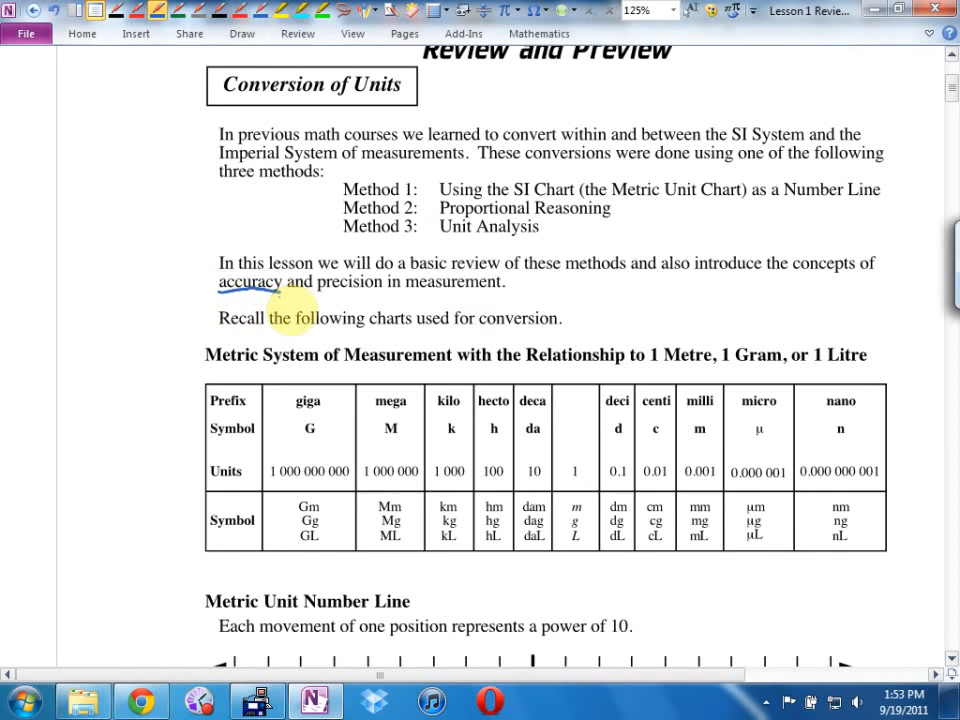 125%
Lesson 1 Revie...
File Home Insert Share Draw Review View Pages Add-Ins Mathematics
Review and Preview
Conversion of Units
In previous math courses we learned to convert within and between the SI System and the
Imperial System of measurements. These conversions were done using one of the following
three methods:
Method 1: Using the SI Chart (the Metric Unit Chart) as a Number Line
Method 2: Proportional Reasoning
Method 3: Unit Analysis
In this lesson we will do a basic review of these methods and also introduce the concepts of
accuracy and precision in measurement.
Recall the following charts used for conversion.
Metric System of Measurement with the Relationship to 1 Metre, 1 Gram, or 1 Litre
Prefix giga mega kilo hecto deca deci centi milli micro nano
Symbol G M k h da d c m µ n
Units 1 000 000 000 1 000 000 1 000 100 10 1 0.1 0.01 0.001 0.000 001 0.000 000 001
Gm Mm km hm dam m dm cm mm µm nm
Symbol Gg Mg kg hg dag g dg cg mg µg ng
GL ML kL hL daL L dL cL mL µL nL
Metric Unit Number Line
Each movement of one position represents a power of 10.
1:53 PM
9/19/2011